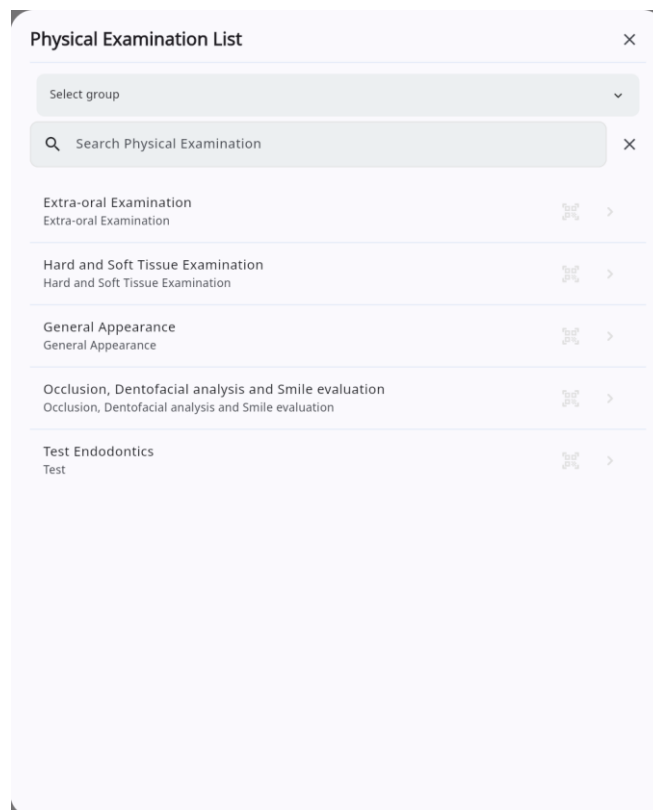 Physical Examination List
Select group
Search Physical Examination
Extra-oral Examination
Extra-oral Examination
Hard and Soft Tissue Examination
Hard and Soft Tissue Examination
General Appearance
General Appearance
Occlusion, Dentofacial analysis and Smile evaluation
Occlusion, Dentofacial analysis and Smile evaluation
Test Endodontics
Test